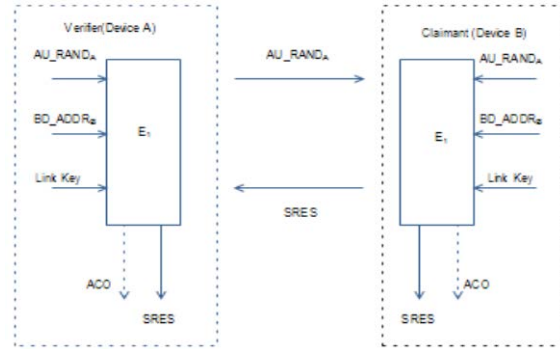 Verifier(Device A)
AU_RANDA
BD_ADDRB
Link Key
E1
ACO
SRES
AU_RANDA
SRES
Claimant (Device B)
AU_RANDA
BD_ADDRB
Link Key
E1
ACO
SRES